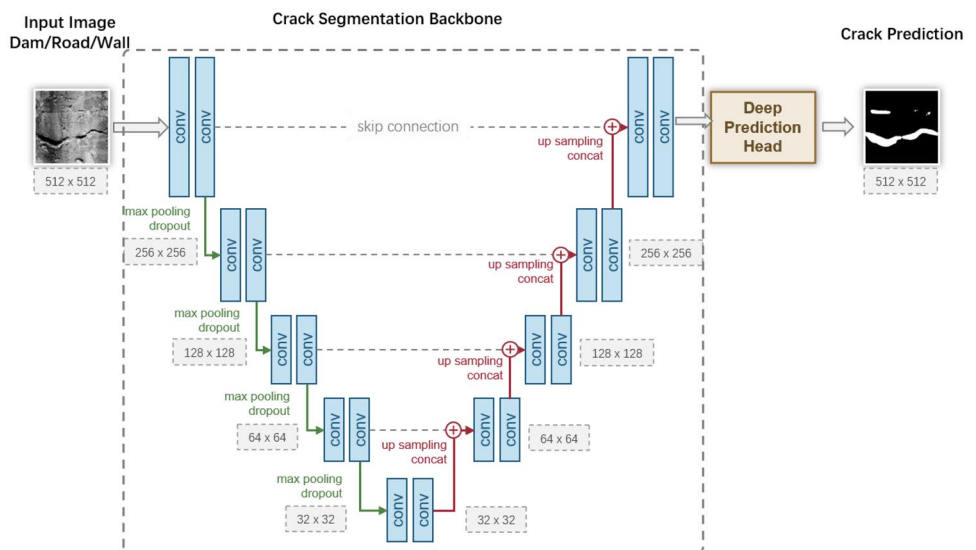 Input Image
Dam/Road/Wall
Crack Segmentation Backbone
Crack Prediction
conv
conv
skip connection
up sampling
concat
conv
conv
Deep
Prediction
Head
512 x 512
512 x 512
max pooling
dropout
256 x 256
conv
conv
up sampling
concat
conv
conv
256 x 256
max pooling
dropout
128 x 128
conv
conv
up sampling
concat
conv
conv
128 x 128
max pooling
dropout
64 x 64
conv
conv
up sampling
concat
conv
conv
64 x 64
max pooling
dropout
32 x 32
conv
conv
32 x 32